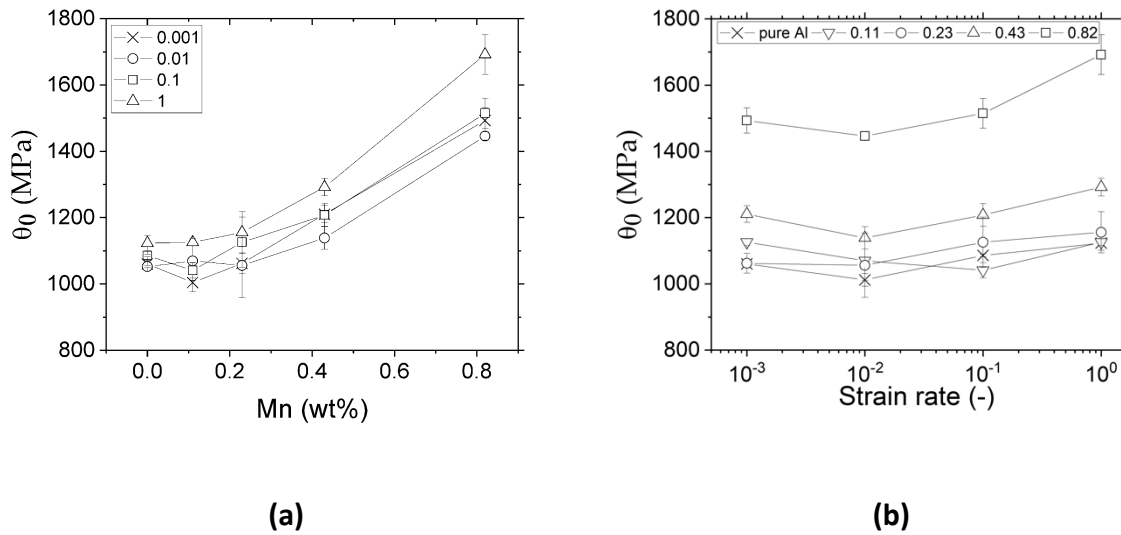 1800
1600
1400
1200
1000
800
θ0 (MPa)
0.001
0.01
0.1
1
0.0 0.2 0.4 0.6 0.8
Mn (wt%)
(a)
1800
1600
1400
1200
1000
800
θ0 (MPa)
pure Al 0.11 0.23 0.43 0.82
10-3 10-2 10-1 100
Strain rate (-)
(b)